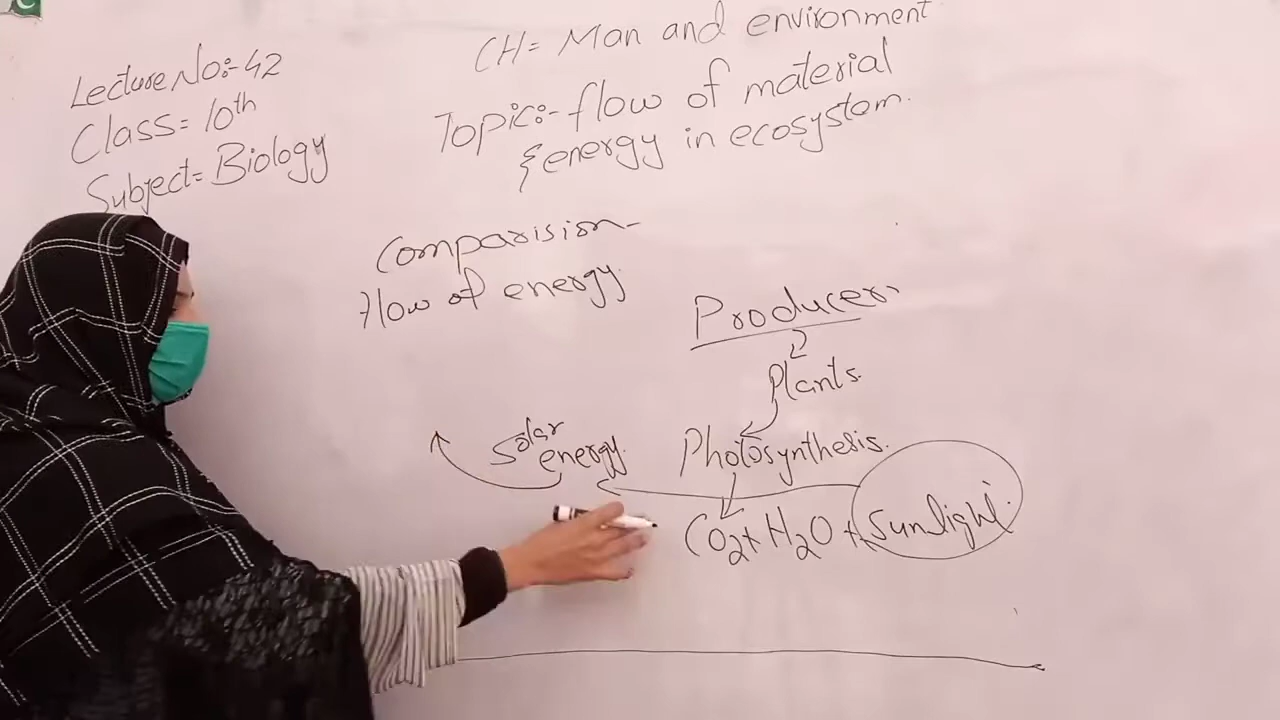 Lecture No:- 42
Class= 10th
Subject= Biology
CH= Man and environment
Topic:- flow of material
& energy in ecosystem.
Comparision-
flow of energy.
Producer
Plants.
Photosynthesis.
Solar
energy.
CO2 + H2O + Sunlight.